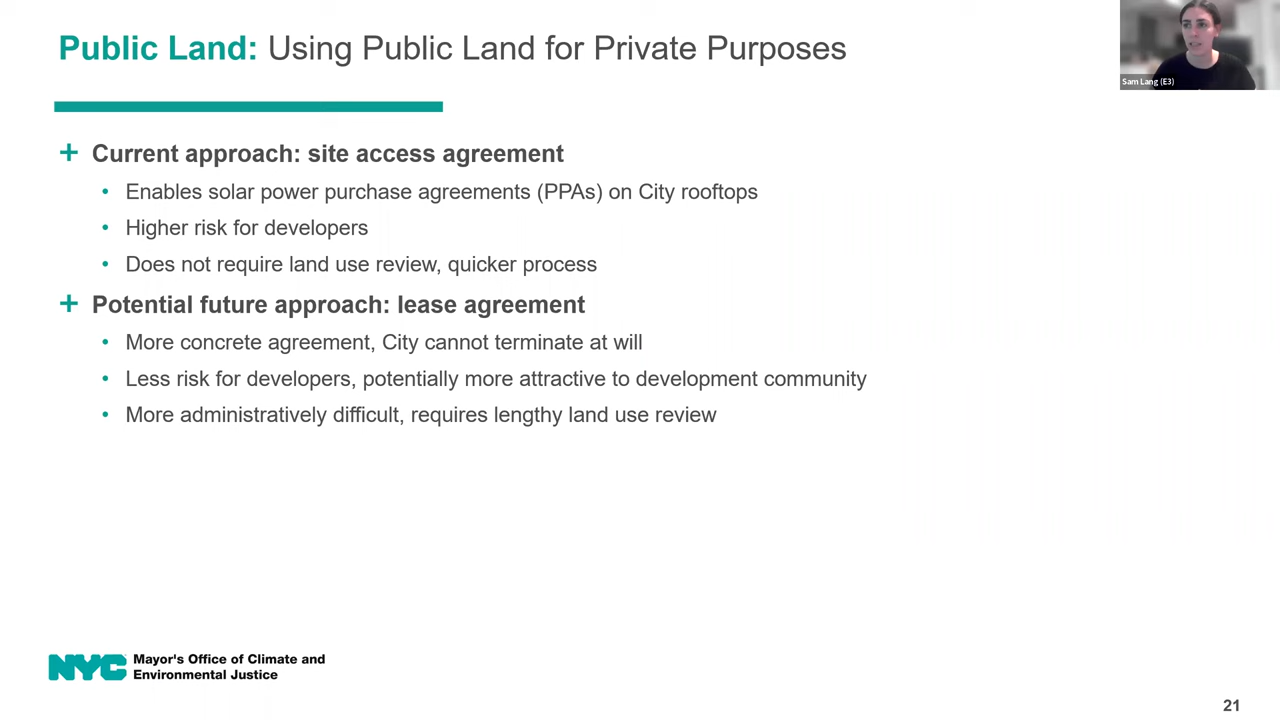 Public Land: Using Public Land for Private Purposes
Sam Lang (E3)
+ Current approach: site access agreement
• Enables solar power purchase agreements (PPAs) on City rooftops
• Higher risk for developers
• Does not require land use review, quicker process
+ Potential future approach: lease agreement
• More concrete agreement, City cannot terminate at will
• Less risk for developers, potentially more attractive to development community
• More administratively difficult, requires lengthy land use review
NYC Mayor's Office of Climate and
Environmental Justice
21